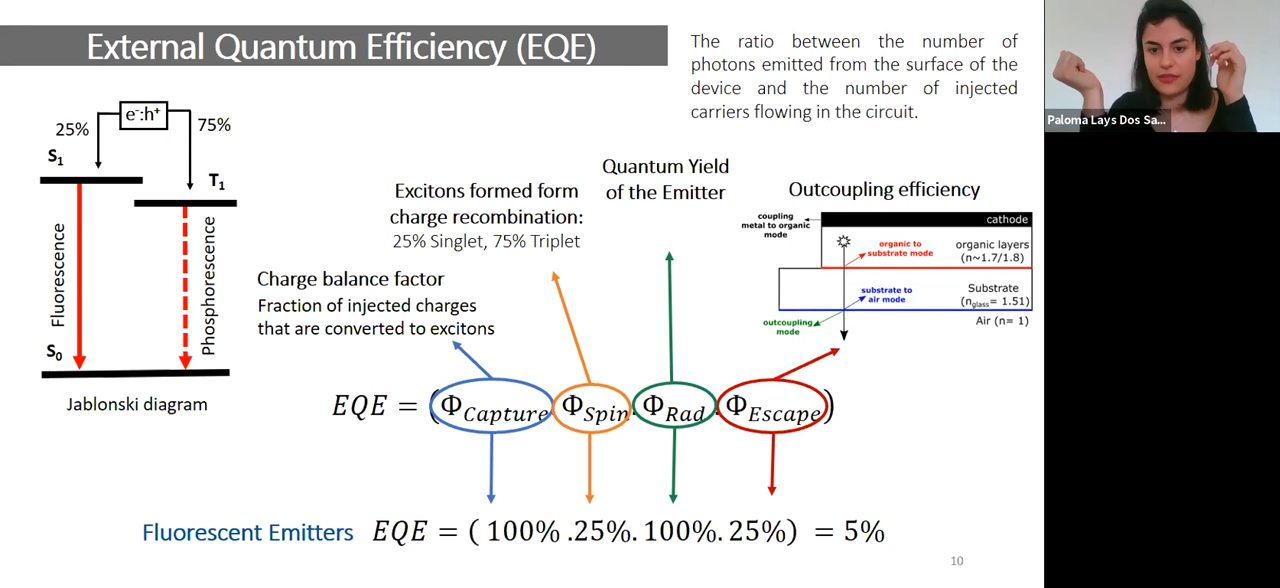 External Quantum Efficiency (EQE)
The ratio between the number of
photons emitted from the surface of the
device and the number of injected
carriers flowing in the circuit.
Paloma Lays Dos Sa...
e⁻:h⁺
25%
75%
S₁
T₁
Fluorescence
Phosphorescence
S₀
Jablonski diagram
Charge balance factor
Fraction of injected charges
that are converted to excitons
Excitons formed form
charge recombination:
25% Singlet, 75% Triplet
Quantum Yield
of the Emitter
Outcoupling efficiency
coupling
metal to organic
mode
cathode
organic to
substrate mode
organic layers
(n~1.7/1.8)
substrate to
air mode
Substrate
(n_glass= 1.51)
outcoupling
mode
Air (n= 1)
EQE = (Φ_Capture.Φ_Spin.Φ_Rad.Φ_Escape)
Fluorescent Emitters EQE = ( 100% .25%. 100%. 25%) = 5%
10